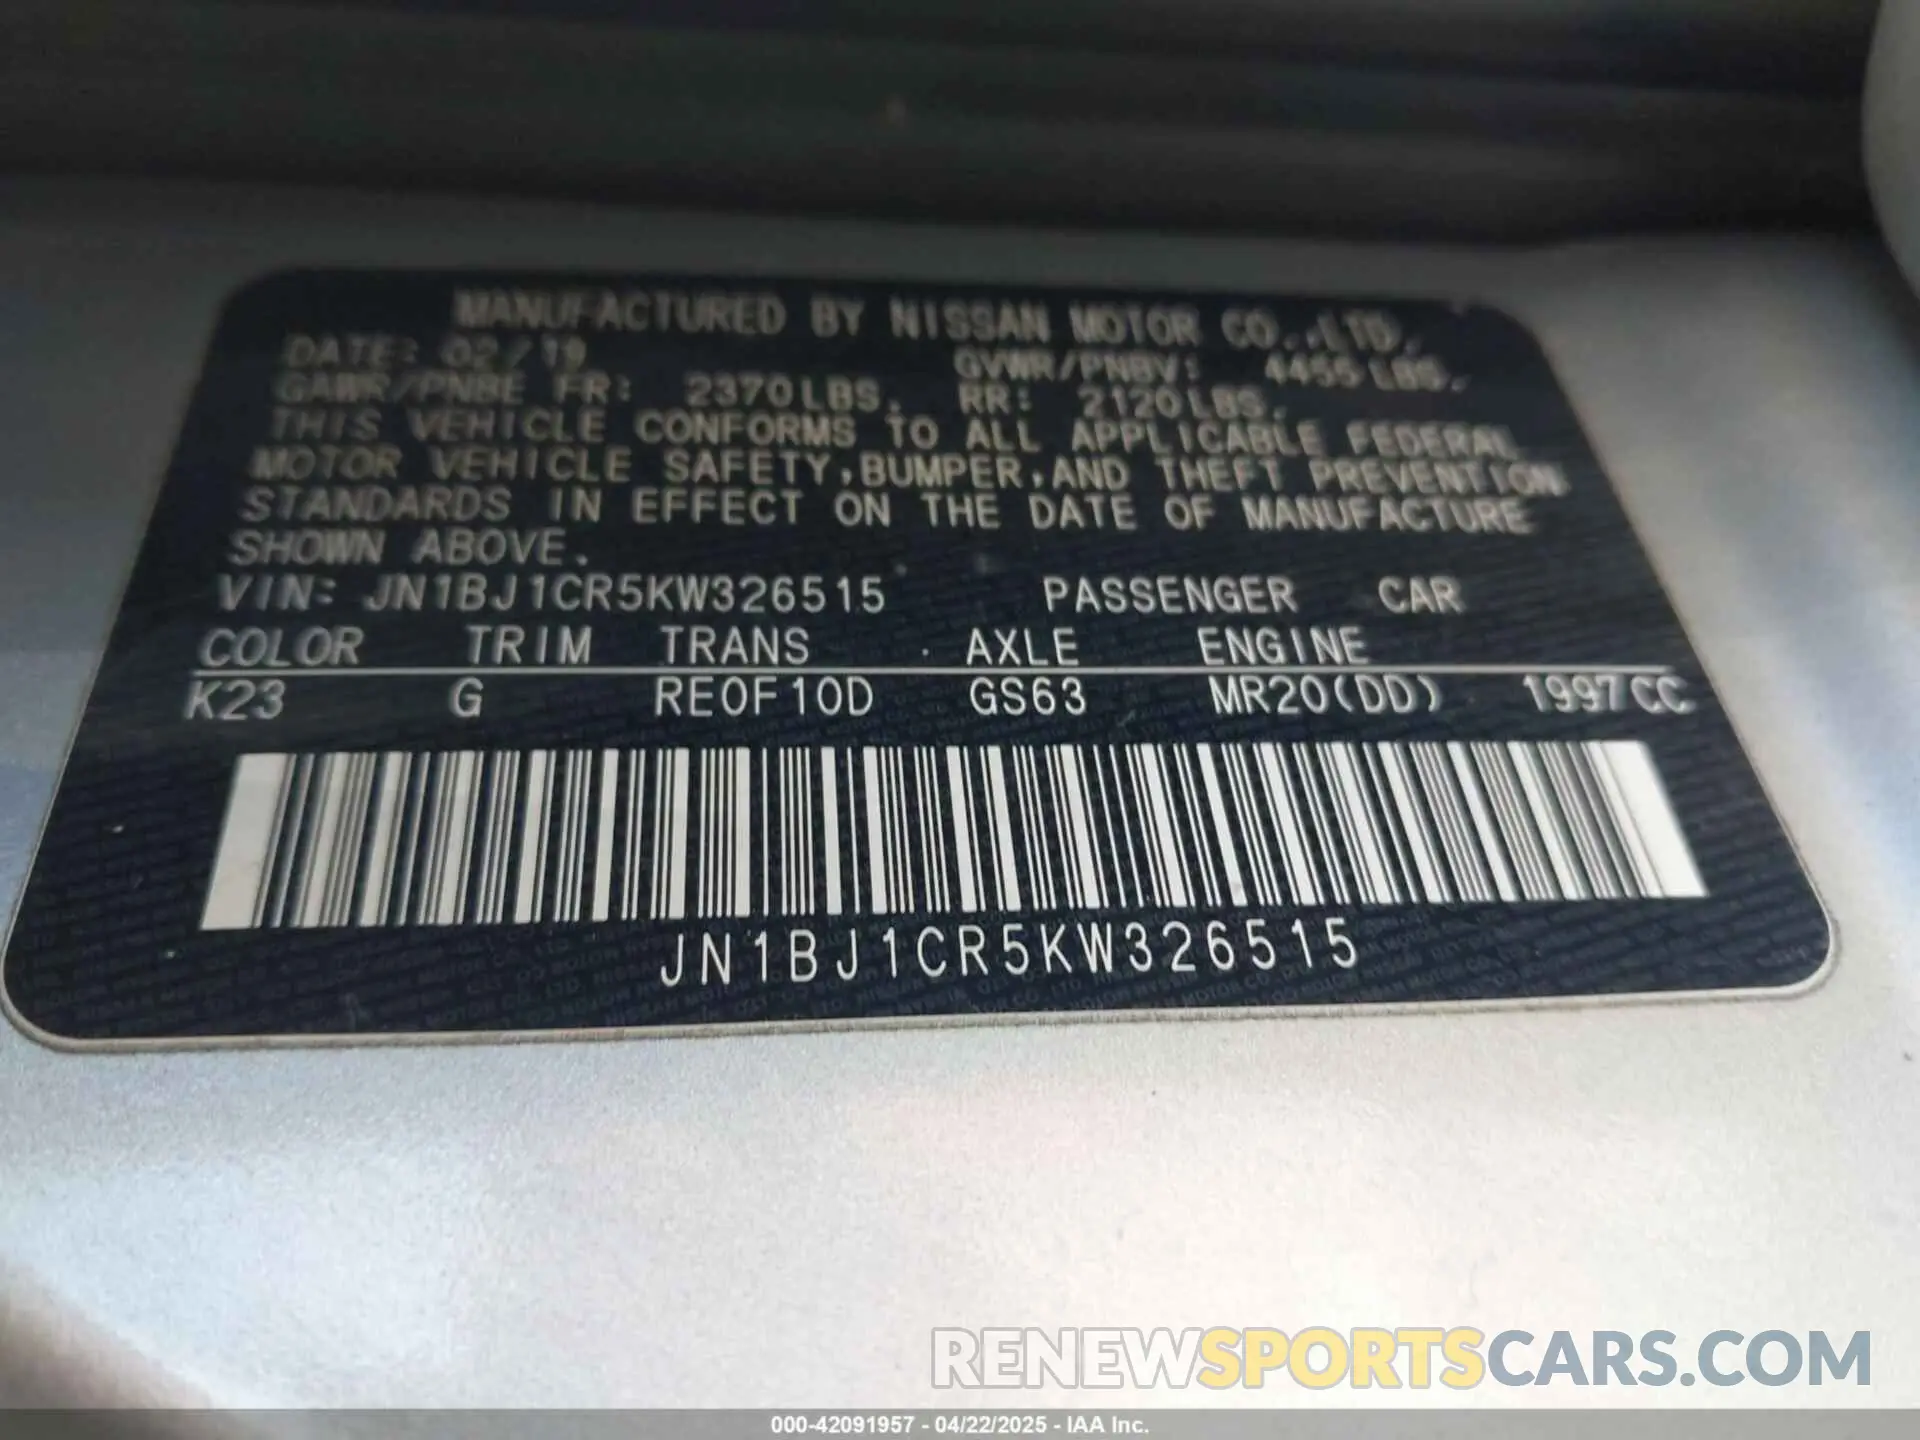 MANUFACTURED BY NISSAN MOTOR CO.,LTD.
DATE: 02/19 GVWR/PNBV: 4455 LBS.
GAWR/PNBE FR: 2370LBS. RR: 2120LBS.
THIS VEHICLE CONFORMS TO ALL APPLICABLE FEDERAL
MOTOR VEHICLE SAFETY,BUMPER,AND THEFT PREVENTION
STANDARDS IN EFFECT ON THE DATE OF MANUFACTURE
SHOWN ABOVE.
VIN: JN1BJ1CR5KW326515 PASSENGER CAR
COLOR TRIM TRANS AXLE ENGINE
K23 G RE0F10D GS63 MR20(DD) 1997CC
JN1BJ1CR5KW326515
RENEWSPORTSCARS.COM
000-42091957 - 04/22/2025 - IAA Inc.